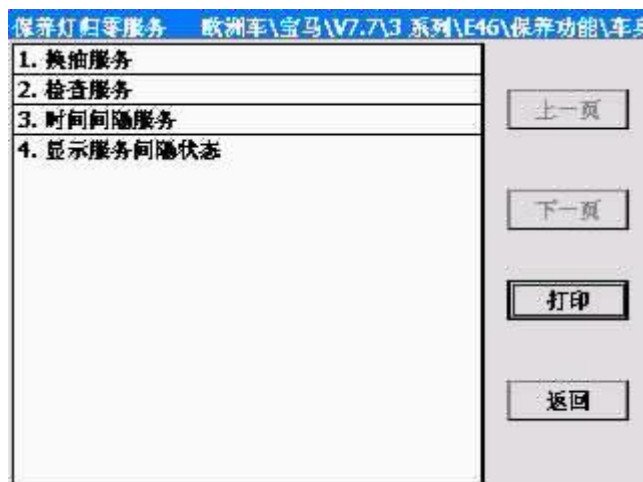 保养灯归零服务 欧洲车\宝马\V7.7\3 系列\E46\保养功能\车
1. 换油服务
2. 检查服务
3. 时间间隔服务
4. 显示服务间隔状态
上一页
下一页
打印
返回